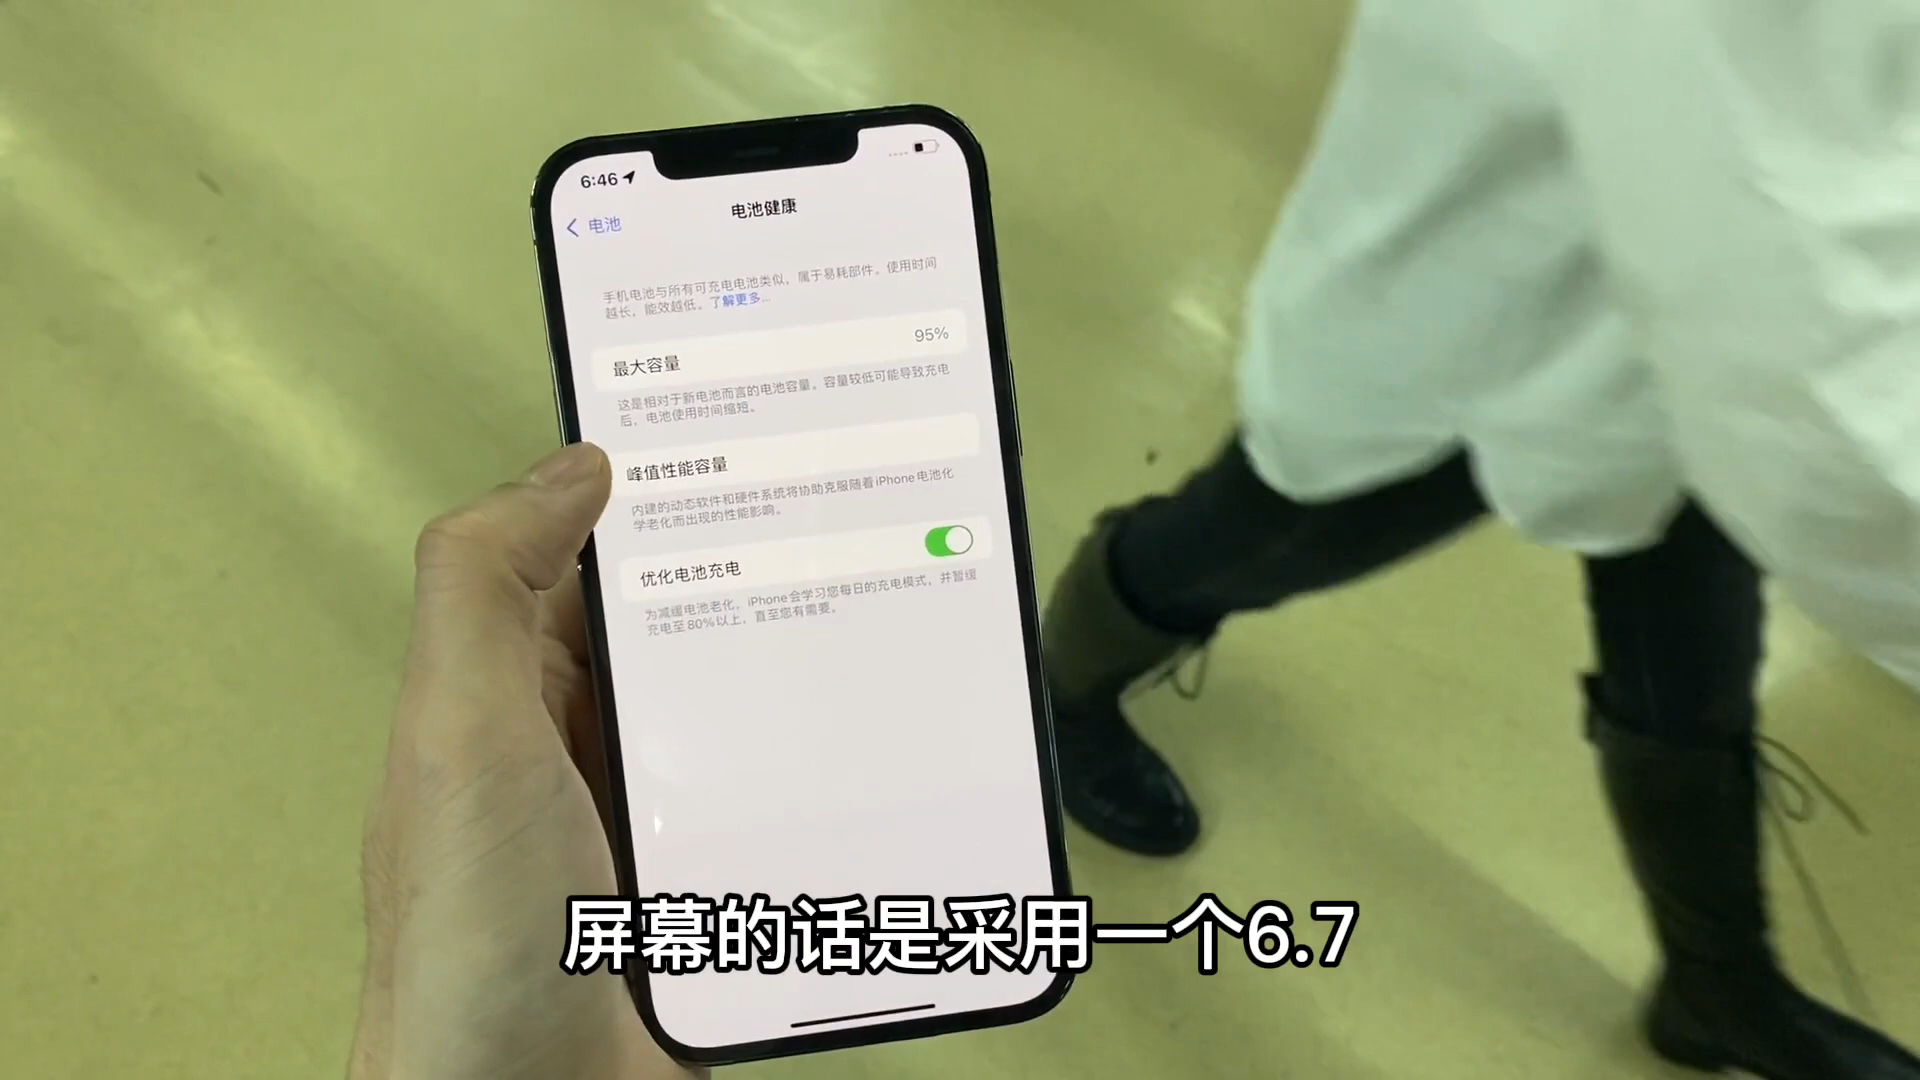 6:46
电池
电池健康
手机电池与所有可充电电池类似，属于易耗部件。使用时间
越长，能效越低。了解更多...
最大容量 95%
这是相对于新电池而言的电池容量。容量较低可能导致充电
后，电池使用时间缩短。
峰值性能容量
内建的动态软件和硬件系统将协助克服随着iPhone电池化
学老化而出现的性能影响。
优化电池充电
为减缓电池老化，iPhone会学习您每日的充电模式，并暂缓
充电至80%以上，直至您有需要。
屏幕的话是采用一个6.7